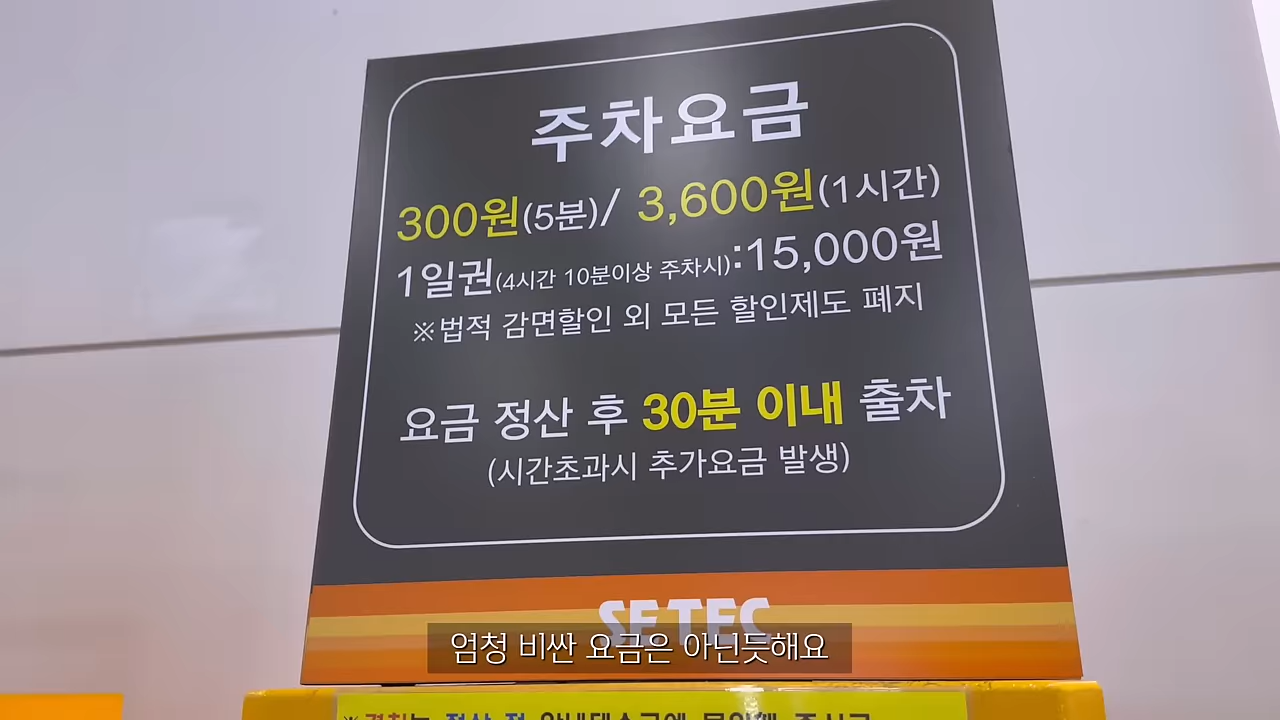 주차요금
300원(5분)/ 3,600원(1시간)
1일권(4시간 10분이상 주차시):15,000원
※법적 감면할인 외 모든 할인제도 폐지
요금 정산 후 30분 이내 출차
(시간초과시 추가요금 발생)
SETEC
엄청 비싼 요금은 아닌듯해요